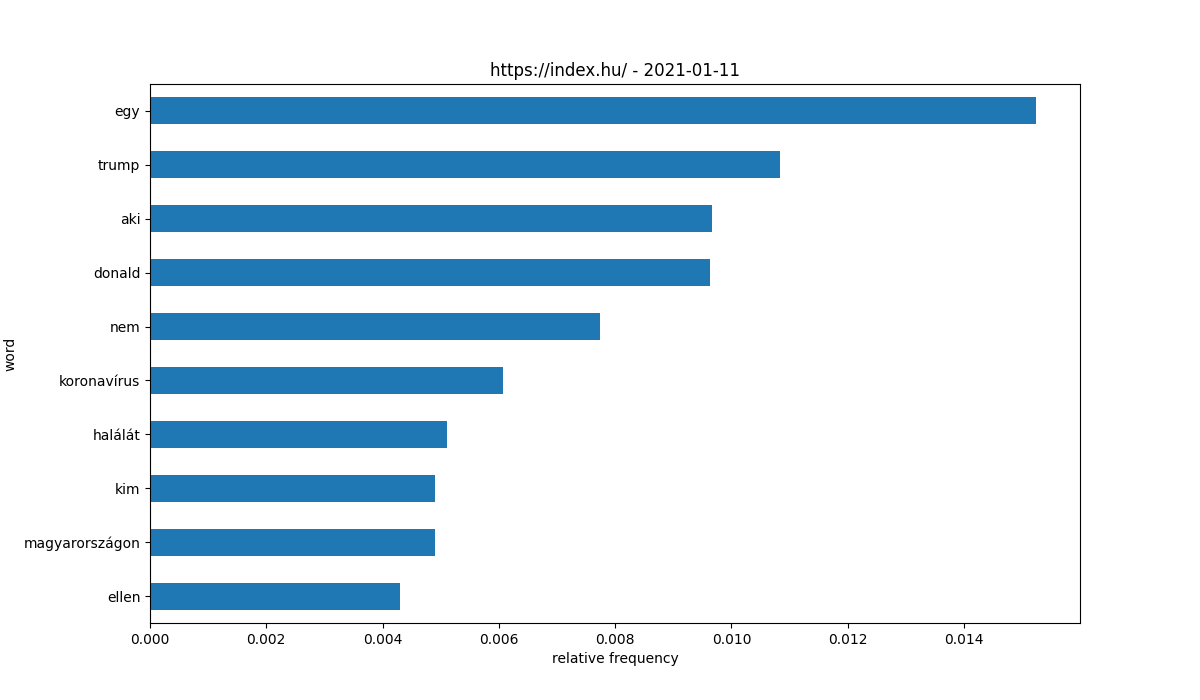 https://index.hu/ - 2021-01-11
egy
trump
aki
donald
nem
koronavírus
halálát
kim
magyarországon
ellen
word
0.000 0.002 0.004 0.006 0.008 0.010 0.012 0.014
relative frequency